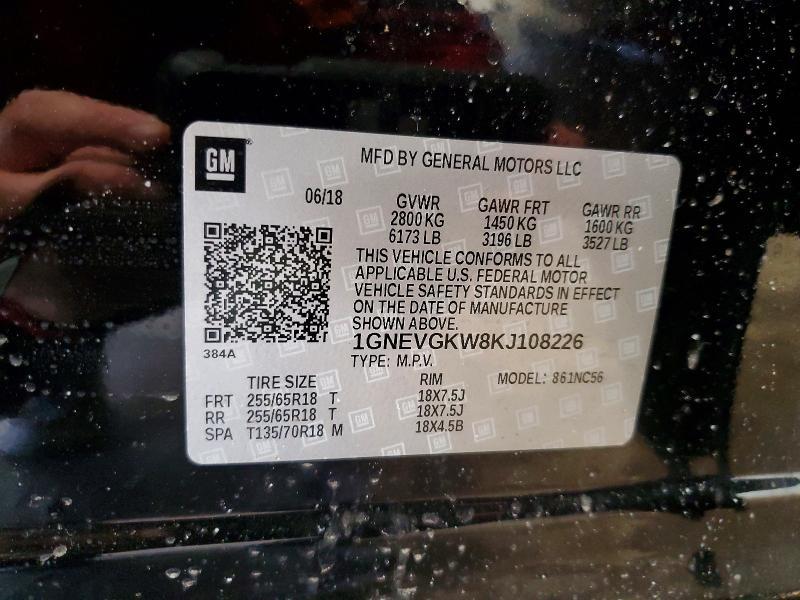 GM
MFD BY GENERAL MOTORS LLC
06/18 GVWR GAWR FRT GAWR RR
2800 KG 1450 KG 1600 KG
6173 LB 3196 LB 3527 LB
THIS VEHICLE CONFORMS TO ALL
APPLICABLE U.S. FEDERAL MOTOR
VEHICLE SAFETY STANDARDS IN EFFECT
ON THE DATE OF MANUFACTURE
SHOWN ABOVE.
1GNEVGKW8KJ108226
384A
TYPE: M.P.V.
TIRE SIZE RIM MODEL: 861NC56
FRT 255/65R18 T 18X7.5J
RR 255/65R18 T 18X7.5J
SPA T135/70R18 M 18X4.5B